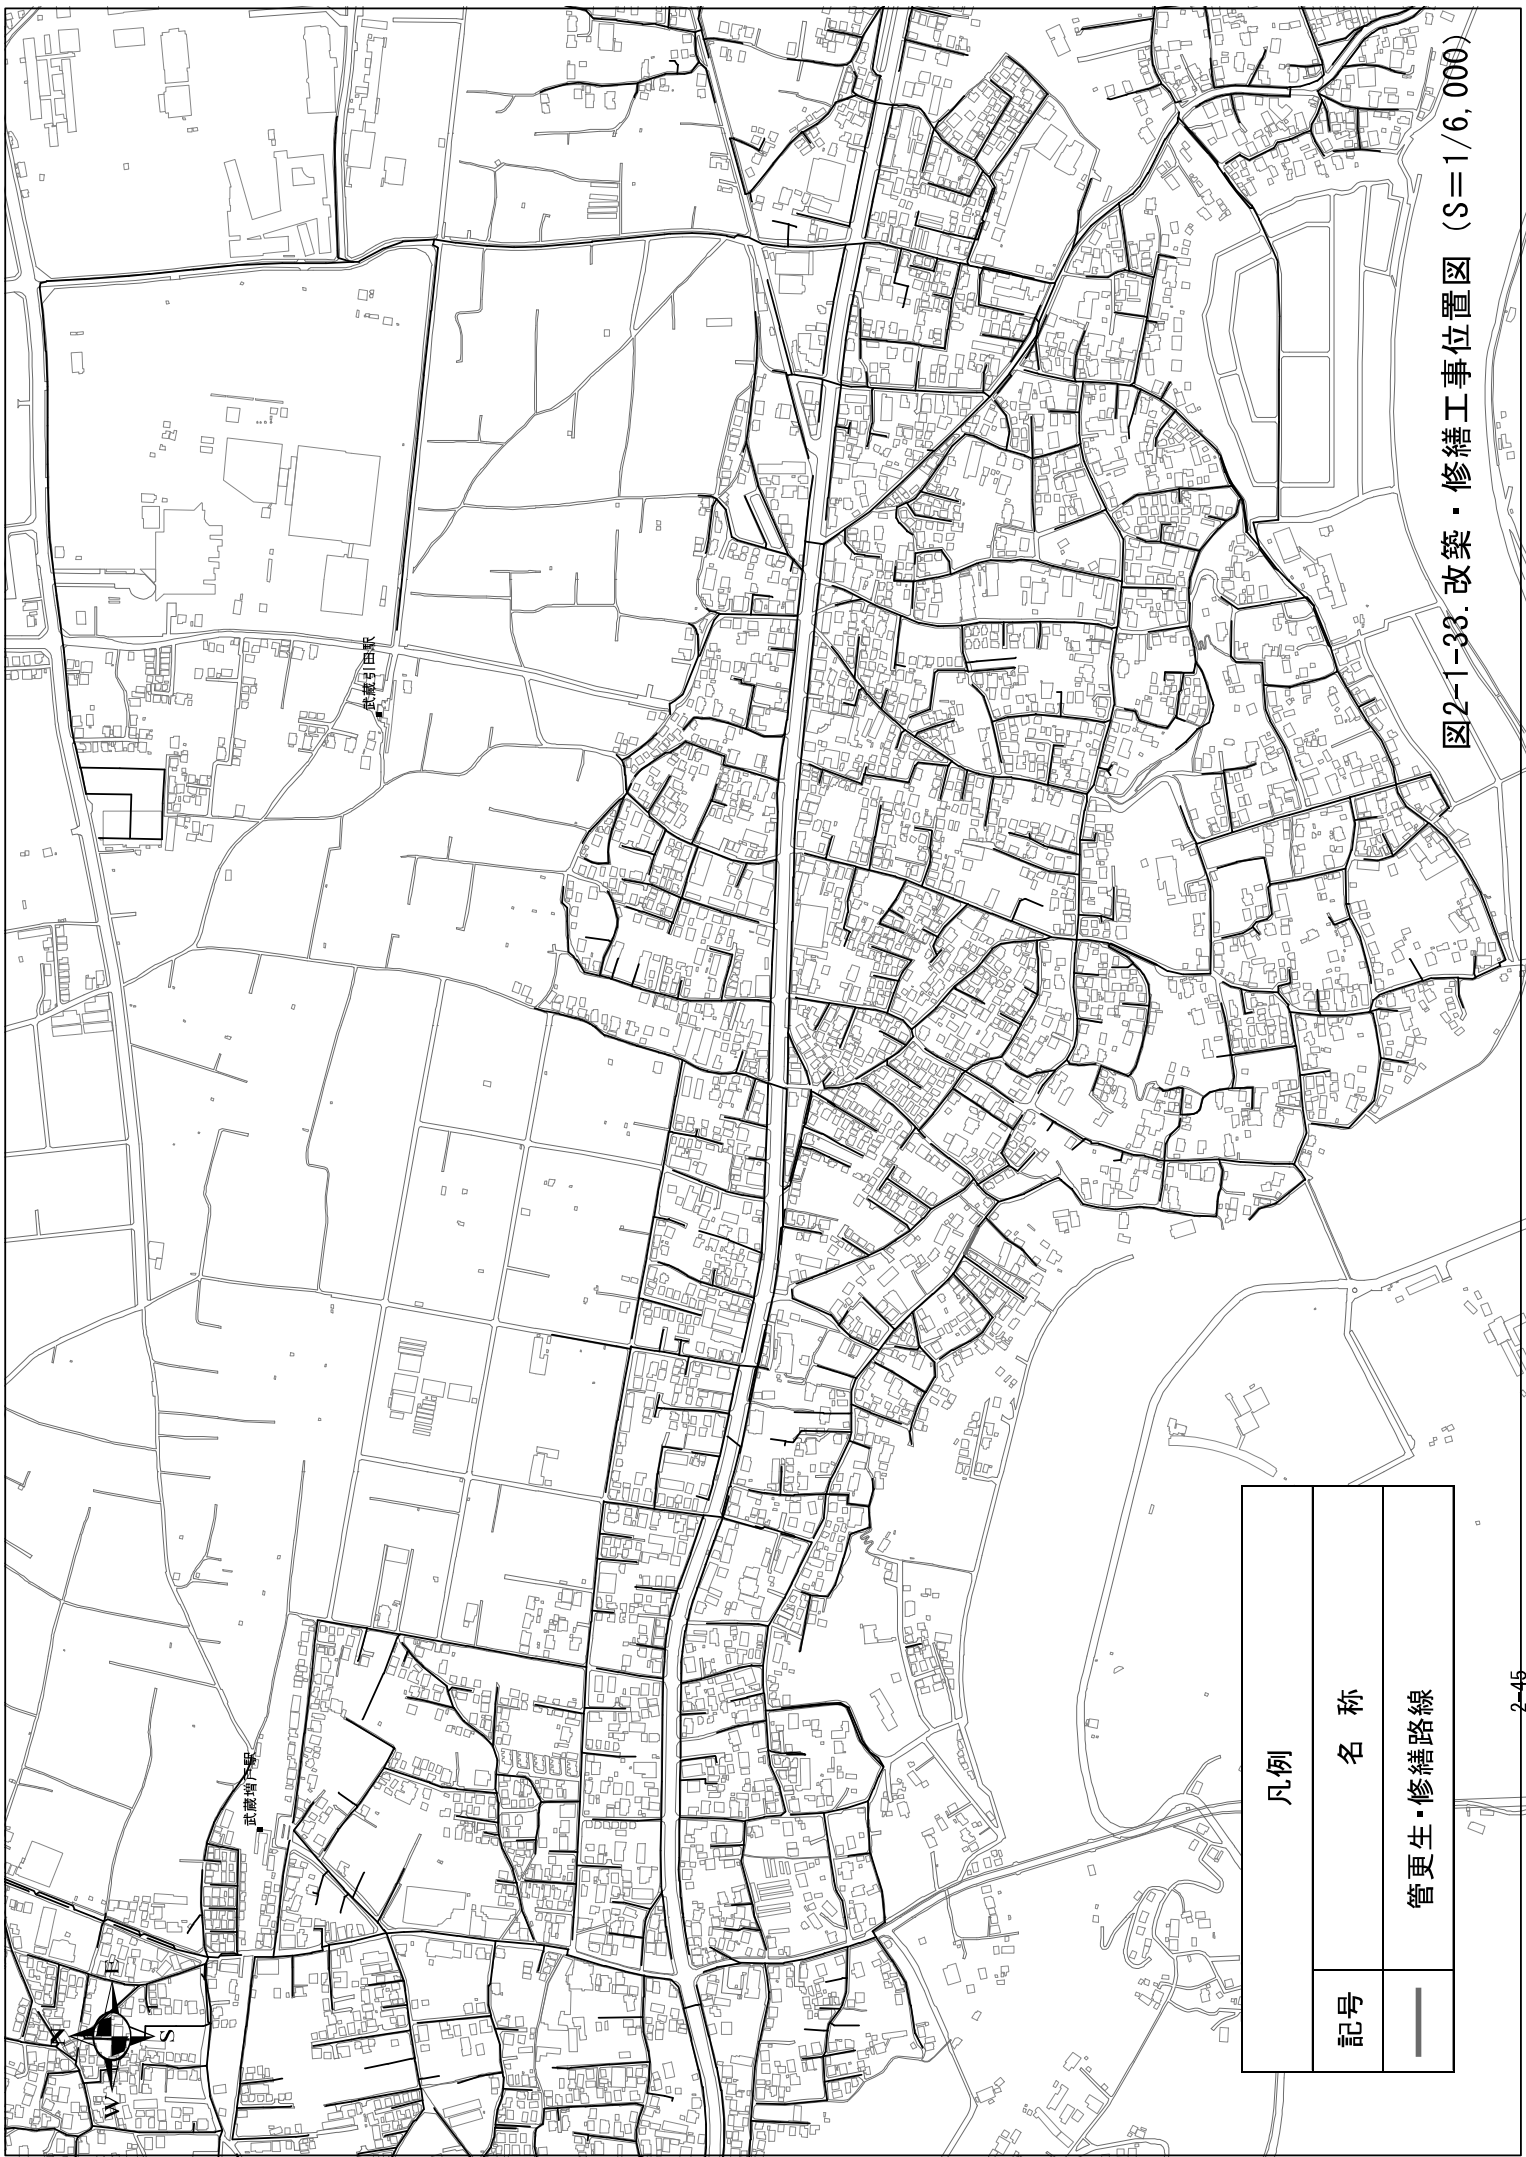 図2-1-33.改築・修繕工事位置図 (S=1/6,000)
武蔵引田駅
武蔵増戸駅
N
E
S
W
凡例
記号 名称
管更生・修繕路線
2-45